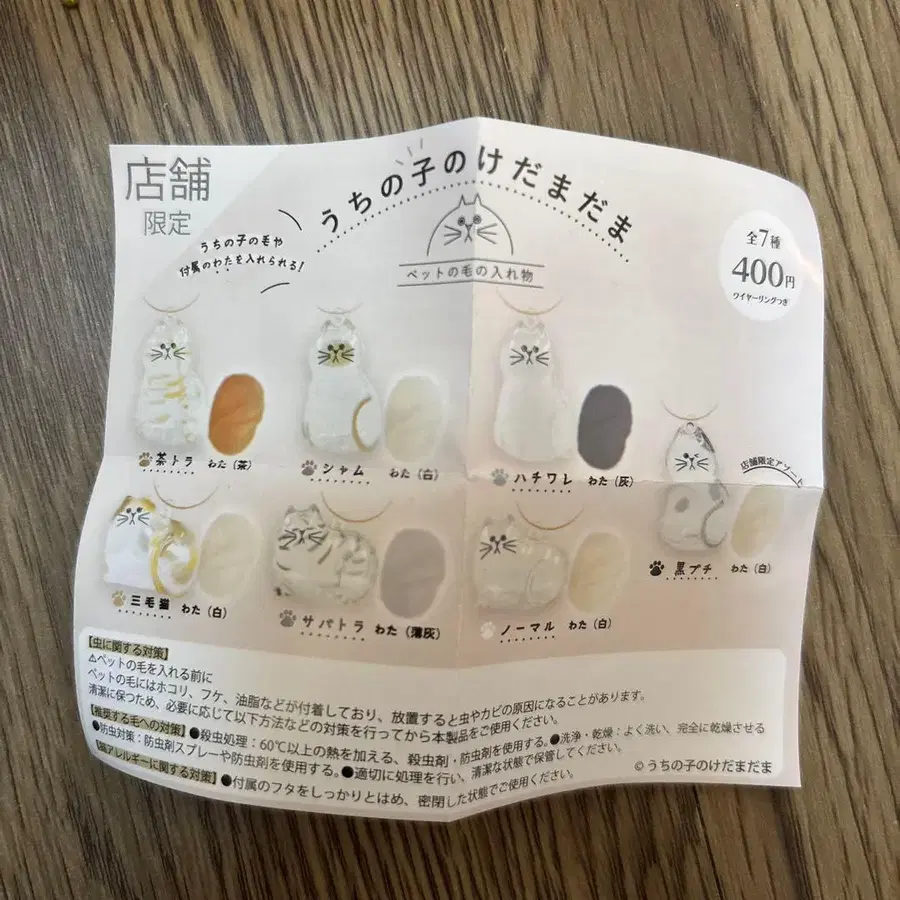 店舗
限定
うちの子のけだまだま
うちの子の毛や
付属のわたを入れられる！
ペットの毛の入れ物
全7種
400円
ワイヤーリングつき
茶トラ わた（茶）
シャム わた（白）
ハチワレ わた（灰）
店舗限定アソート
黒ブチ わた（白）
三毛猫 わた（白）
サバトラ わた（薄灰）
ノーマル わた（白）
【虫に関する対策】
⚠ペットの毛を入れる前に
ペットの毛にはホコリ、フケ、油脂などが付着しており、放置すると虫やカビの原因になることがあります。
清潔に保つため、必要に応じて以下方法などの対策を行ってから本製品をご使用ください。
【推奨する毛への対策】●殺虫処理：60℃以上の熱を加える、殺虫剤・防虫剤を使用する。●洗浄・乾燥：よく洗い、完全に乾燥させる
●防虫対策：防虫剤スプレーや防虫剤を使用する。●適切に処理を行い、清潔な状態で保管してください。
アレルギーに関する対策】●付属のフタをしっかりとはめ、密閉した状態でご使用ください。
©うちの子のけだまだま